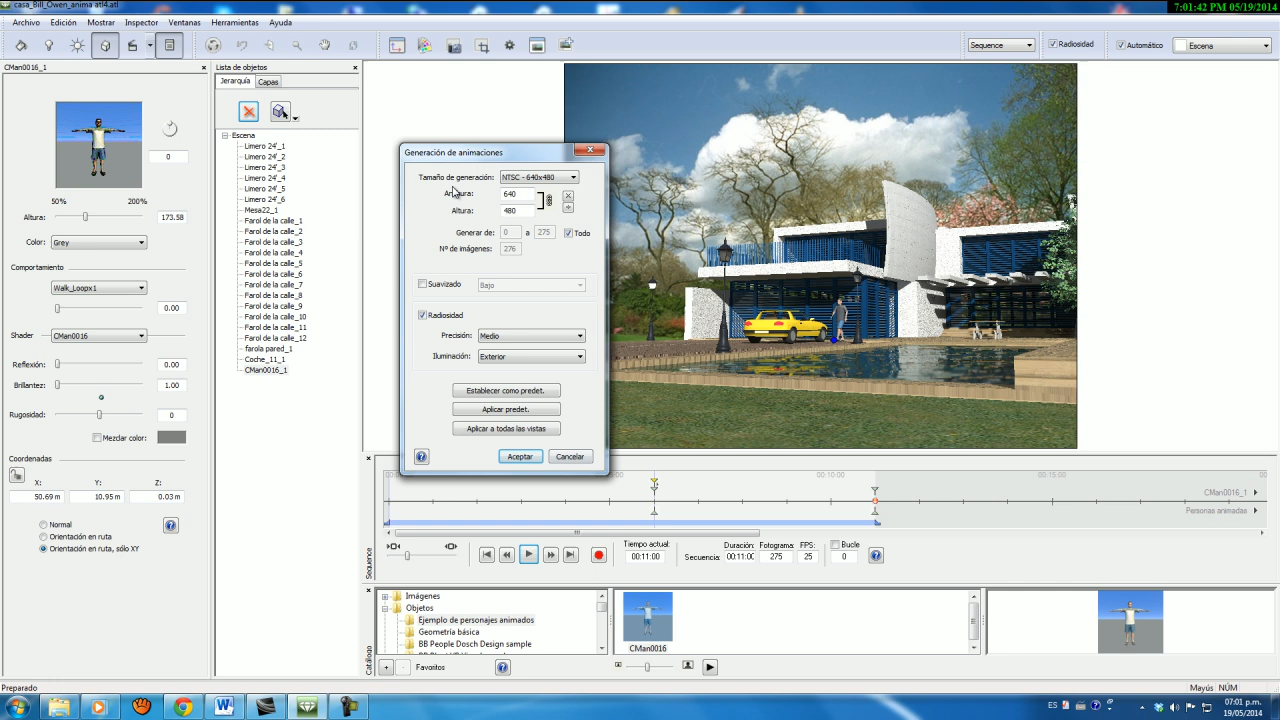 casa_Bill_Owen_anima atl4.atl
7:01:42 PM 05/19/2014
Archivo Edición Mostrar Inspector Ventanas Herramientas Ayuda
Sequence Radiosidad Automático Escena
CMan0016_1
Lista de objetos
Jerarquía Capas
0
50% 200%
Altura: 173.58
Color: Grey
Comportamiento
Walk_Loopx1
0.00
Shader CMan0016
Reflexión: 0.00
Brillantez: 1.00
Rugosidad: 0
Mezclar color:
Coordenadas
X: Y: Z:
50.69 m 10.95 m 0.03 m
Normal
Orientación en ruta
Orientación en ruta, sólo XY
Escena
Limero 24'_1
Limero 24'_2
Limero 24'_3
Limero 24'_4
Limero 24'_5
Limero 24'_6
Mesa22_1
Farol de la calle_1
Farol de la calle_2
Farol de la calle_3
Farol de la calle_4
Farol de la calle_5
Farol de la calle_6
Farol de la calle_7
Farol de la calle_8
Farol de la calle_9
Farol de la calle_10
Farol de la calle_11
Farol de la calle_12
farola pared_1
Coche_11_1
CMan0016_1
Generación de animaciones
Tamaño de generación: NTSC - 640x480
640
Altura: 480
Generar de: 0 a 275 Todo
Nº de imágenes: 276
Suavizado Bajo
Radiosidad
Precisión: Medio
Iluminación: Exterior
Establecer como predet.
Aplicar predet.
Aplicar a todas las vistas
Aceptar Cancelar
00:10:00 00:15:00
CMan0016_1
Personas animadas
Sequence
Tiempo actual: Duración: Fotograma: FPS: Bucle
00:11:00 Secuencia: 00:11:00 275 25 0
Catálogo
Imágenes
Objetos
Ejemplo de personajes animados
Geometría básica
BB People Dosch Design sample
Favoritos
CMan0016
Preparado
Mayús NÚM
ES
07:01 p.m.
19/05/2014